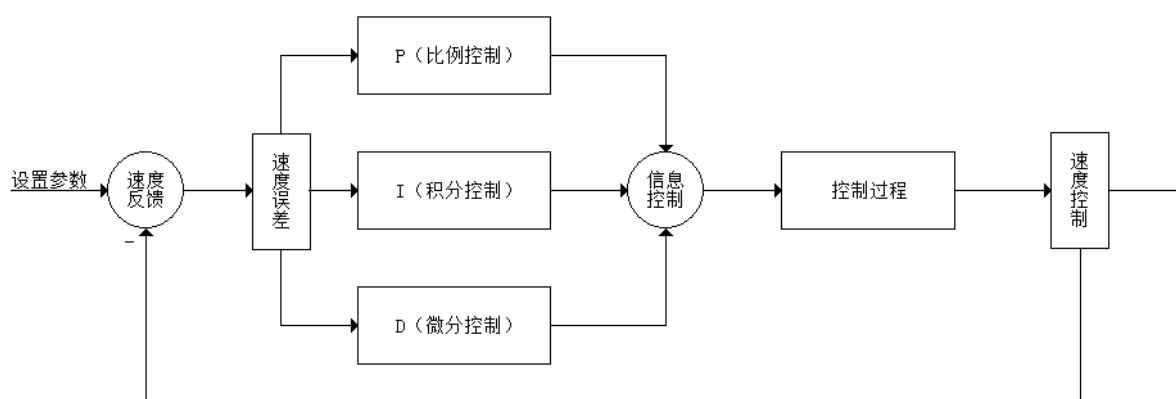 P（比例控制）
设置参数
速度
反馈
速
度
误
差
I（积分控制）
信息
控制
控制过程
速
度
控
制
－
D（微分控制）